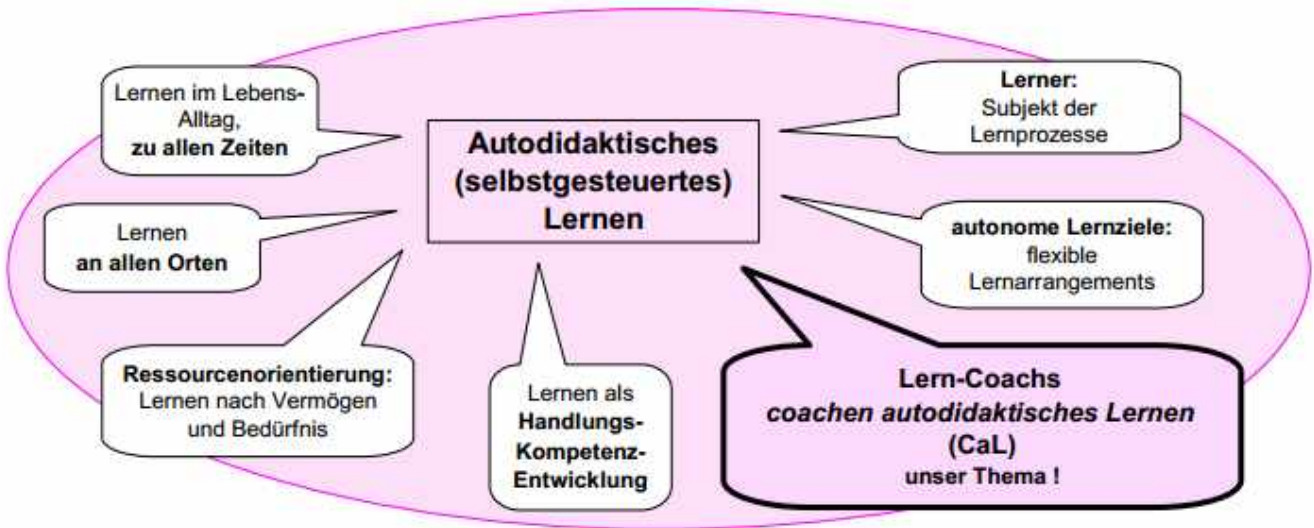 Lernen im Lebens-
Alltag,
zu allen Zeiten
Lerner:
Subjekt der
Lernprozesse
Autodidaktisches
(selbstgesteuertes)
Lernen
Lernen
an allen Orten
autonome Lernziele:
flexible
Lernarrangements
Ressourcenorientierung:
Lernen nach Vermögen
und Bedürfnis
Lernen als
Handlungs-
Kompetenz-
Entwicklung
Lern-Coachs
coachen autodidaktisches Lernen
(CaL)
unser Thema !